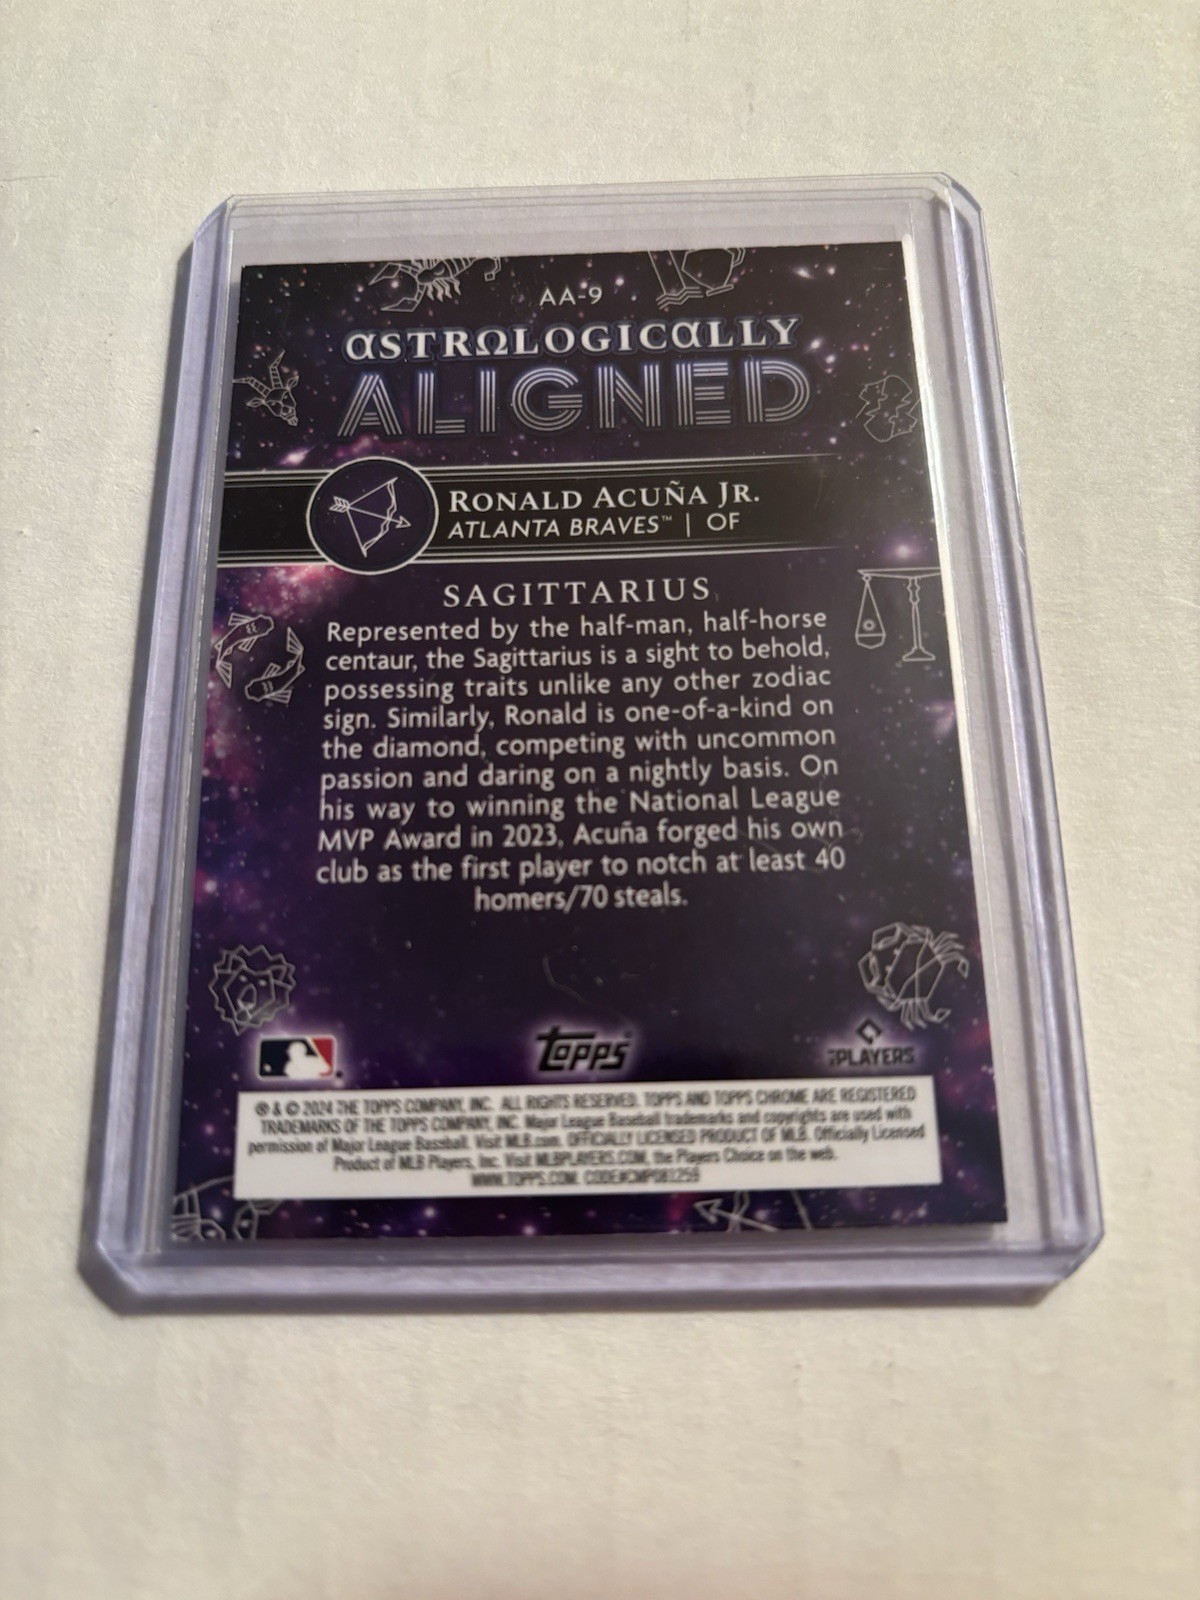 AA-9
αSTRΩLOGICαLLY
ALIGNED
RONALD ACUÑA JR.
ATLANTA BRAVES™ | OF
SAGITTARIUS
Represented by the half-man, half-horse
centaur, the Sagittarius is a sight to behold,
possessing traits unlike any other zodiac
sign. Similarly, Ronald is one-of-a-kind on
the diamond, competing with uncommon
passion and daring on a nightly basis. On
his way to winning the National League
MVP Award in 2023, Acuña forged his own
club as the first player to notch at least 40
homers/70 steals.
topps®
PLAYERS
® & © 2024 THE TOPPS COMPANY, INC. ALL RIGHTS RESERVED. TOPPS AND TOPPS CHROME ARE REGISTERED
TRADEMARKS OF THE TOPPS COMPANY, INC. Major League Baseball trademarks and copyrights are used with
permission of Major League Baseball. Visit MLB.com. OFFICIALLY LICENSED PRODUCT OF MLB. Officially Licensed
Product of MLB Players, Inc. Visit MLBPLAYERS.COM, the Players Choice on the web.
WWW.TOPPS.COM. CODE#CMP081259